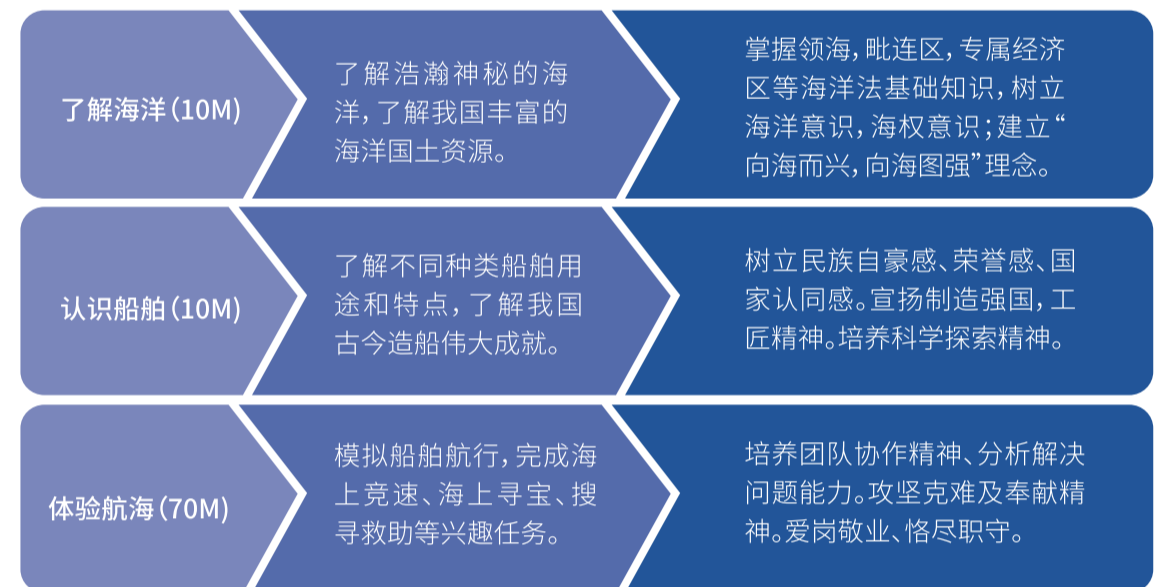 了解海洋(10M)
了解浩瀚神秘的海
洋,了解我国丰富的
海洋国土资源。
掌握领海,毗连区,专属经济
区等海洋法基础知识,树立
海洋意识,海权意识;建立“
向海而兴,向海图强”理念。
认识船舶(10M)
了解不同种类船舶用
途和特点,了解我国
古今造船伟大成就。
树立民族自豪感、荣誉感、国
家认同感。宣扬制造强国,工
匠精神。培养科学探索精神。
体验航海(70M)
模拟船舶航行,完成海
上竞速、海上寻宝、搜
寻救助等兴趣任务。
培养团队协作精神、分析解决
问题能力。攻坚克难及奉献精
神。爱岗敬业、恪尽职守。